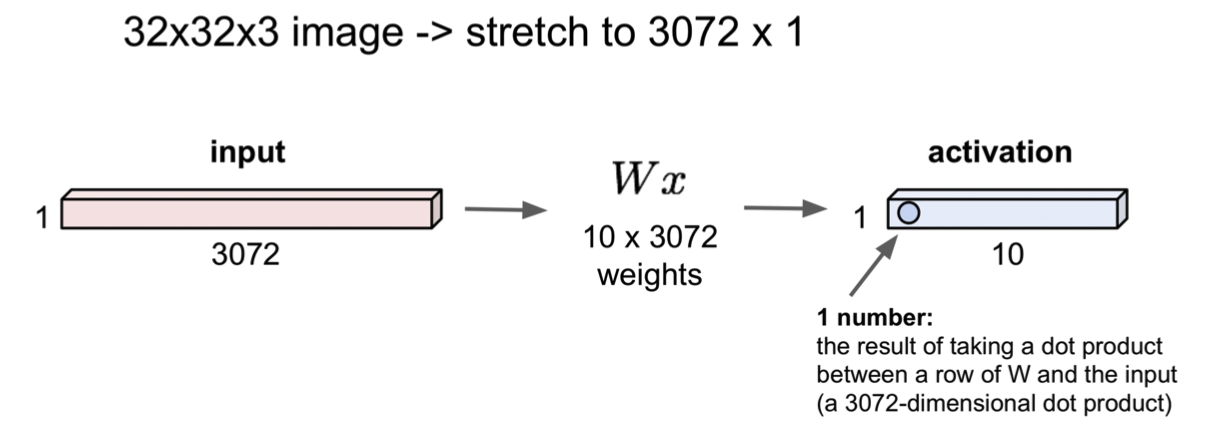 32x32x3 image -> stretch to 3072 x 1
input
1
3072
Wx
10 x 3072
weights
activation
1
10
1 number:
the result of taking a dot product
between a row of W and the input
(a 3072-dimensional dot product)